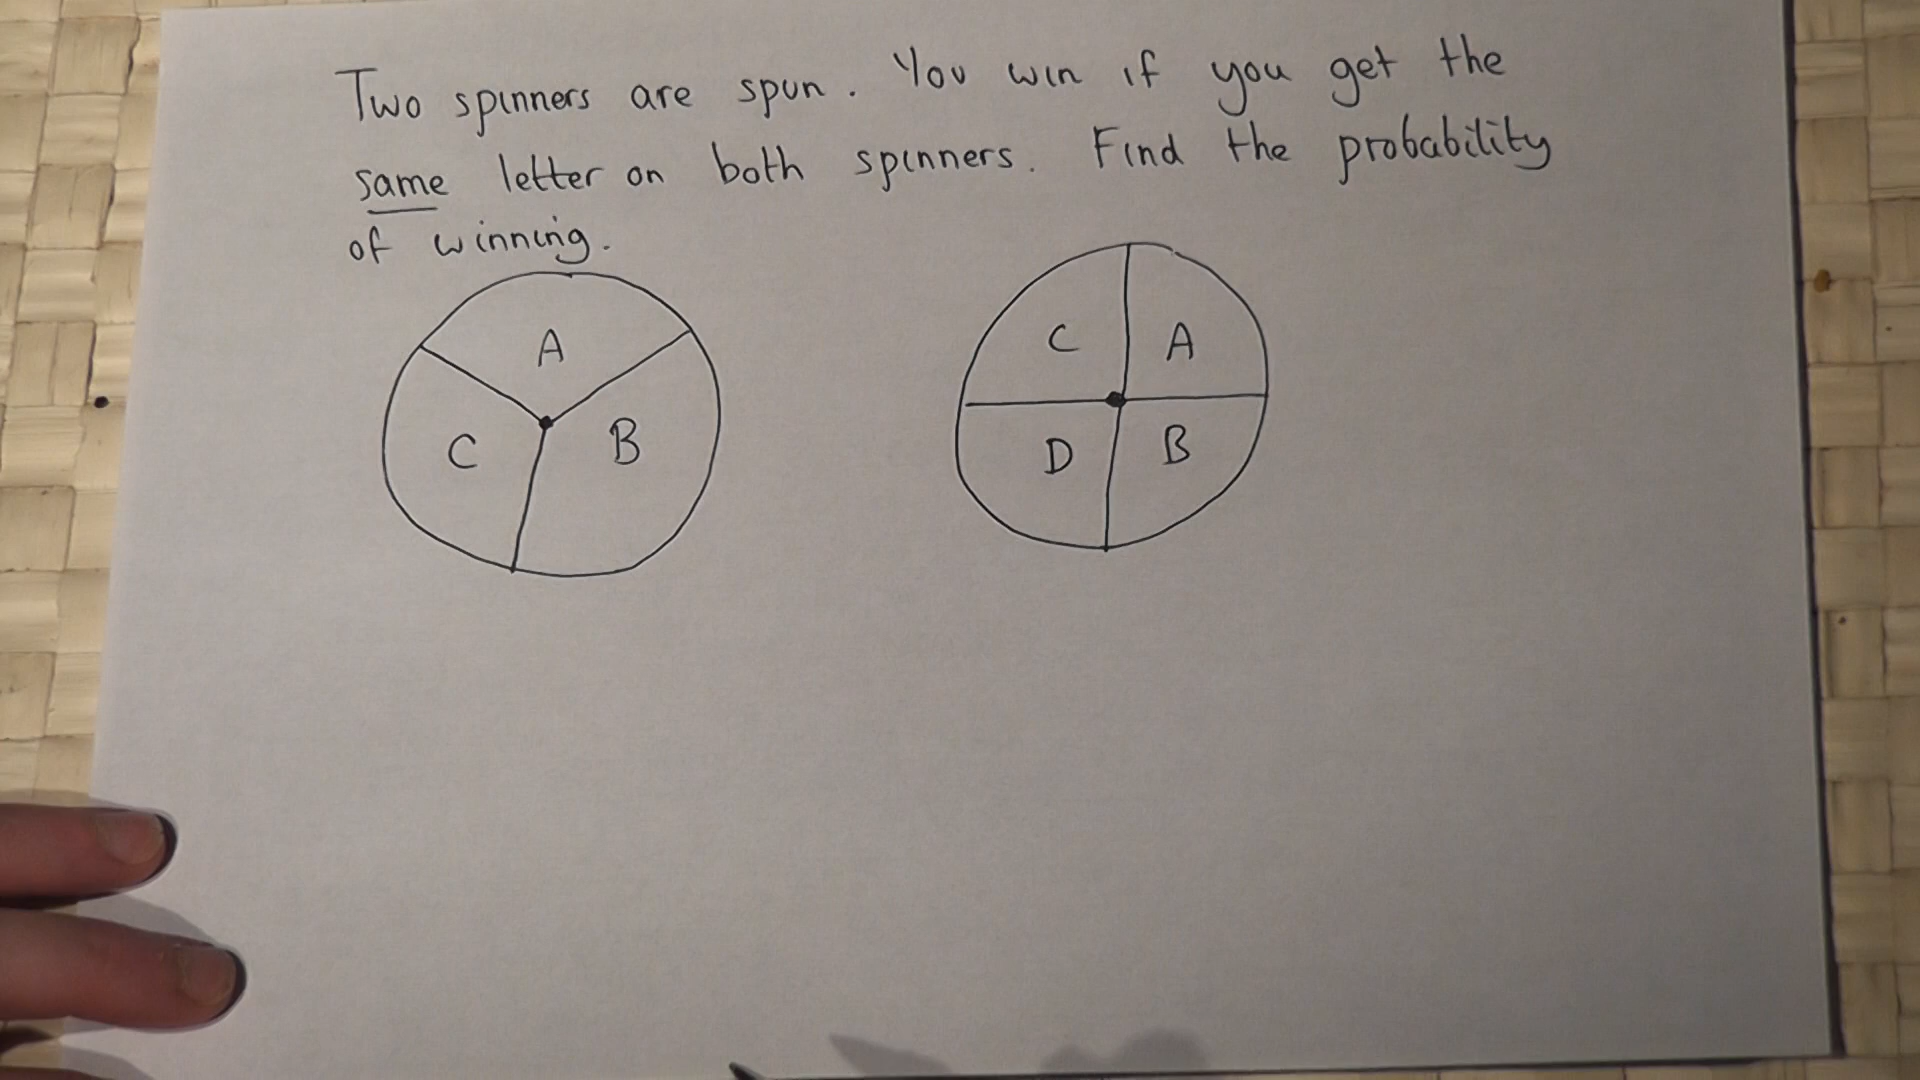 Two spinners are spun. You win if you get the
same letter on both spinners. Find the probability
of winning.
A
C B
C A
D B